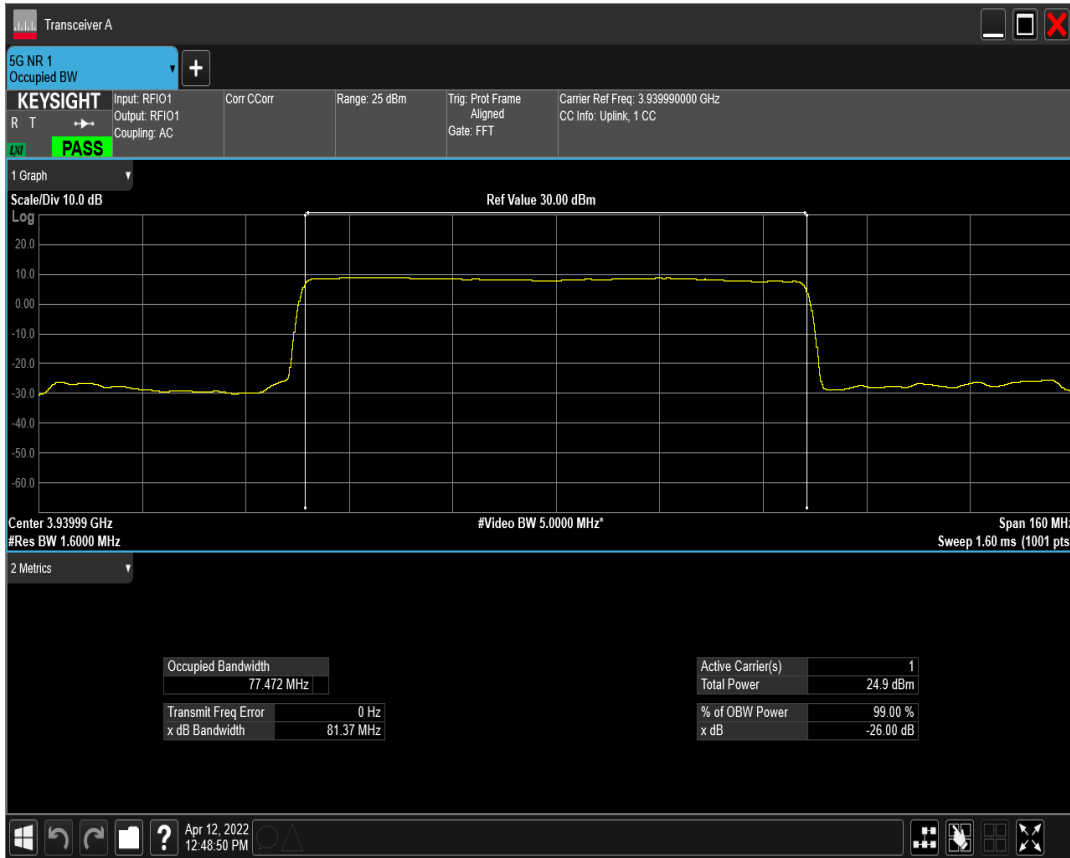 Transceiver A
5G NR 1
Occupied BW
KEYSIGHT
R T
LXI
PASS
Input: RFIO1
Output: RFIO1
Coupling: AC
Corr CCorr
Range: 25 dBm
Trig: Prot Frame
Aligned
Gate: FFT
Carrier Ref Freq: 3.939990000 GHz
CC Info: Uplink, 1 CC
1 Graph
Scale/Div 10.0 dB
Ref Value 30.00 dBm
Log
20.0
10.0
0.00
-10.0
-20.0
-30.0
-40.0
-50.0
-60.0
Center 3.93999 GHz
#Video BW 5.0000 MHz*
Span 160 MHz
#Res BW 1.6000 MHz
Sweep 1.60 ms (1001 pts
2 Metrics
Occupied Bandwidth
77.472 MHz
Transmit Freq Error 0 Hz
x dB Bandwidth 81.37 MHz
Active Carrier(s) 1
Total Power 24.9 dBm
% of OBW Power 99.00 %
x dB -26.00 dB
?
Apr 12, 2022
12:48:50 PM